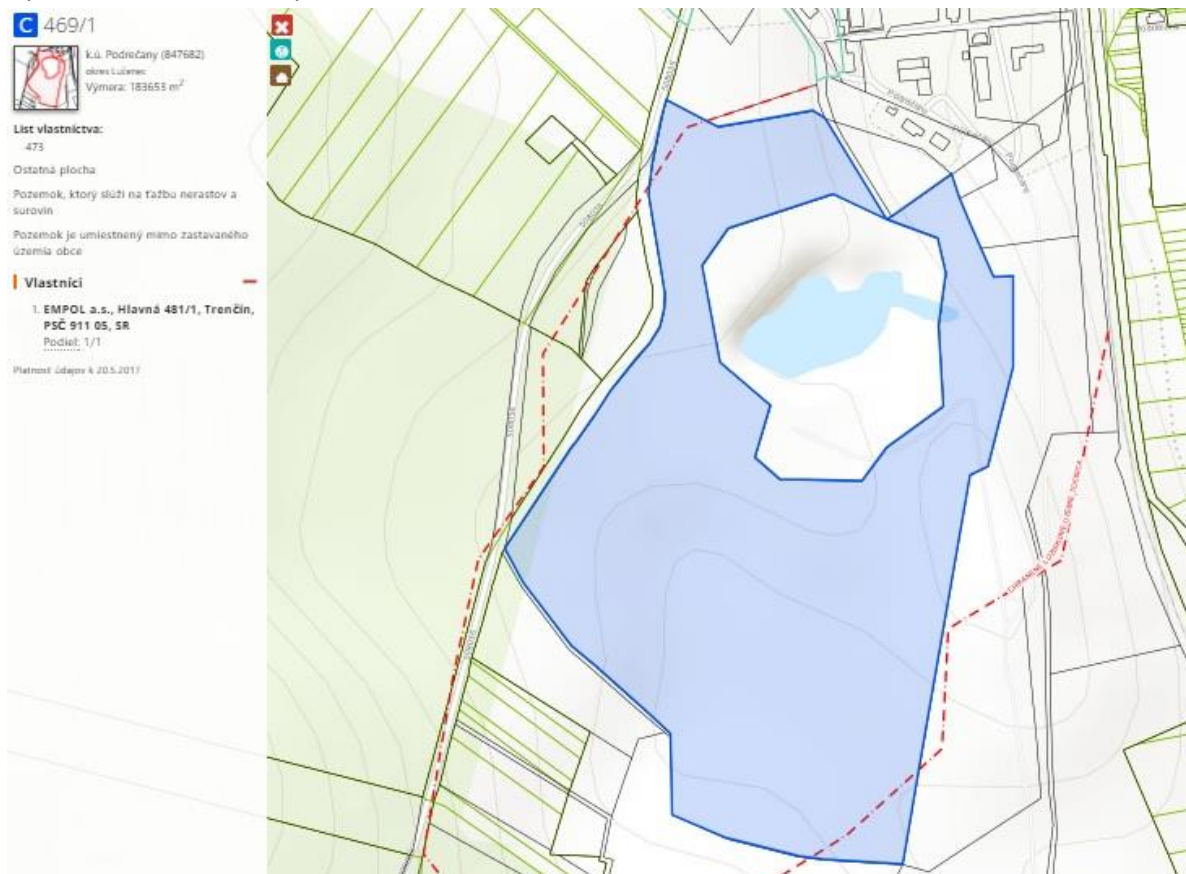 C 469/1
k.ú. Podrečany (847682)
okres Lučenec
Výmera: 183653 m²
List vlastníctva:
473
Ostatná plocha
Pozemok, ktorý slúži na ťažbu nerastov a
surovín
Pozemok je umiestnený mimo zastavaného
územia obce
Vlastníci
1. EMPOL a.s., Hlavná 481/1, Trenčín,
PSČ 911 05, SR
Podiel: 1/1
Platnosť údajov k 20.5.2017
Podrečany
Podrečany